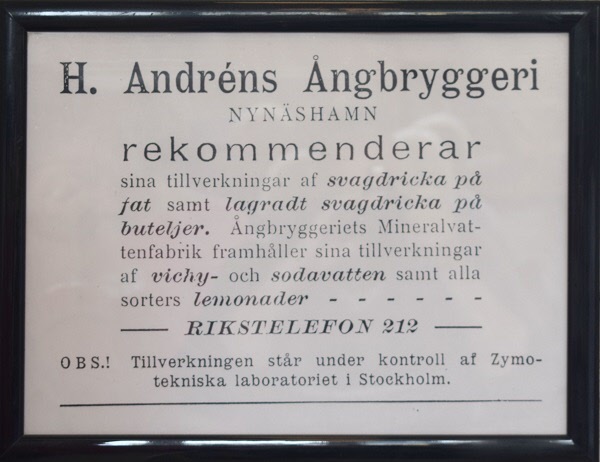 H. Andréns Ångbryggeri
NYNÄSHAMN
rekommenderar
sina tillverkningar af svagdricka på
fat samt lagradt svagdricka på
buteljer. Ångbryggeriets Mineralvat-
tenfabrik framhåller sina tillverkningar
af vichy- och sodavatten samt alla
sorters lemonader - - - - - -
—— RIKSTELEFON 212 ——
OBS.! Tillverkningen står under kontroll af Zymo-
tekniska laboratoriet i Stockholm.